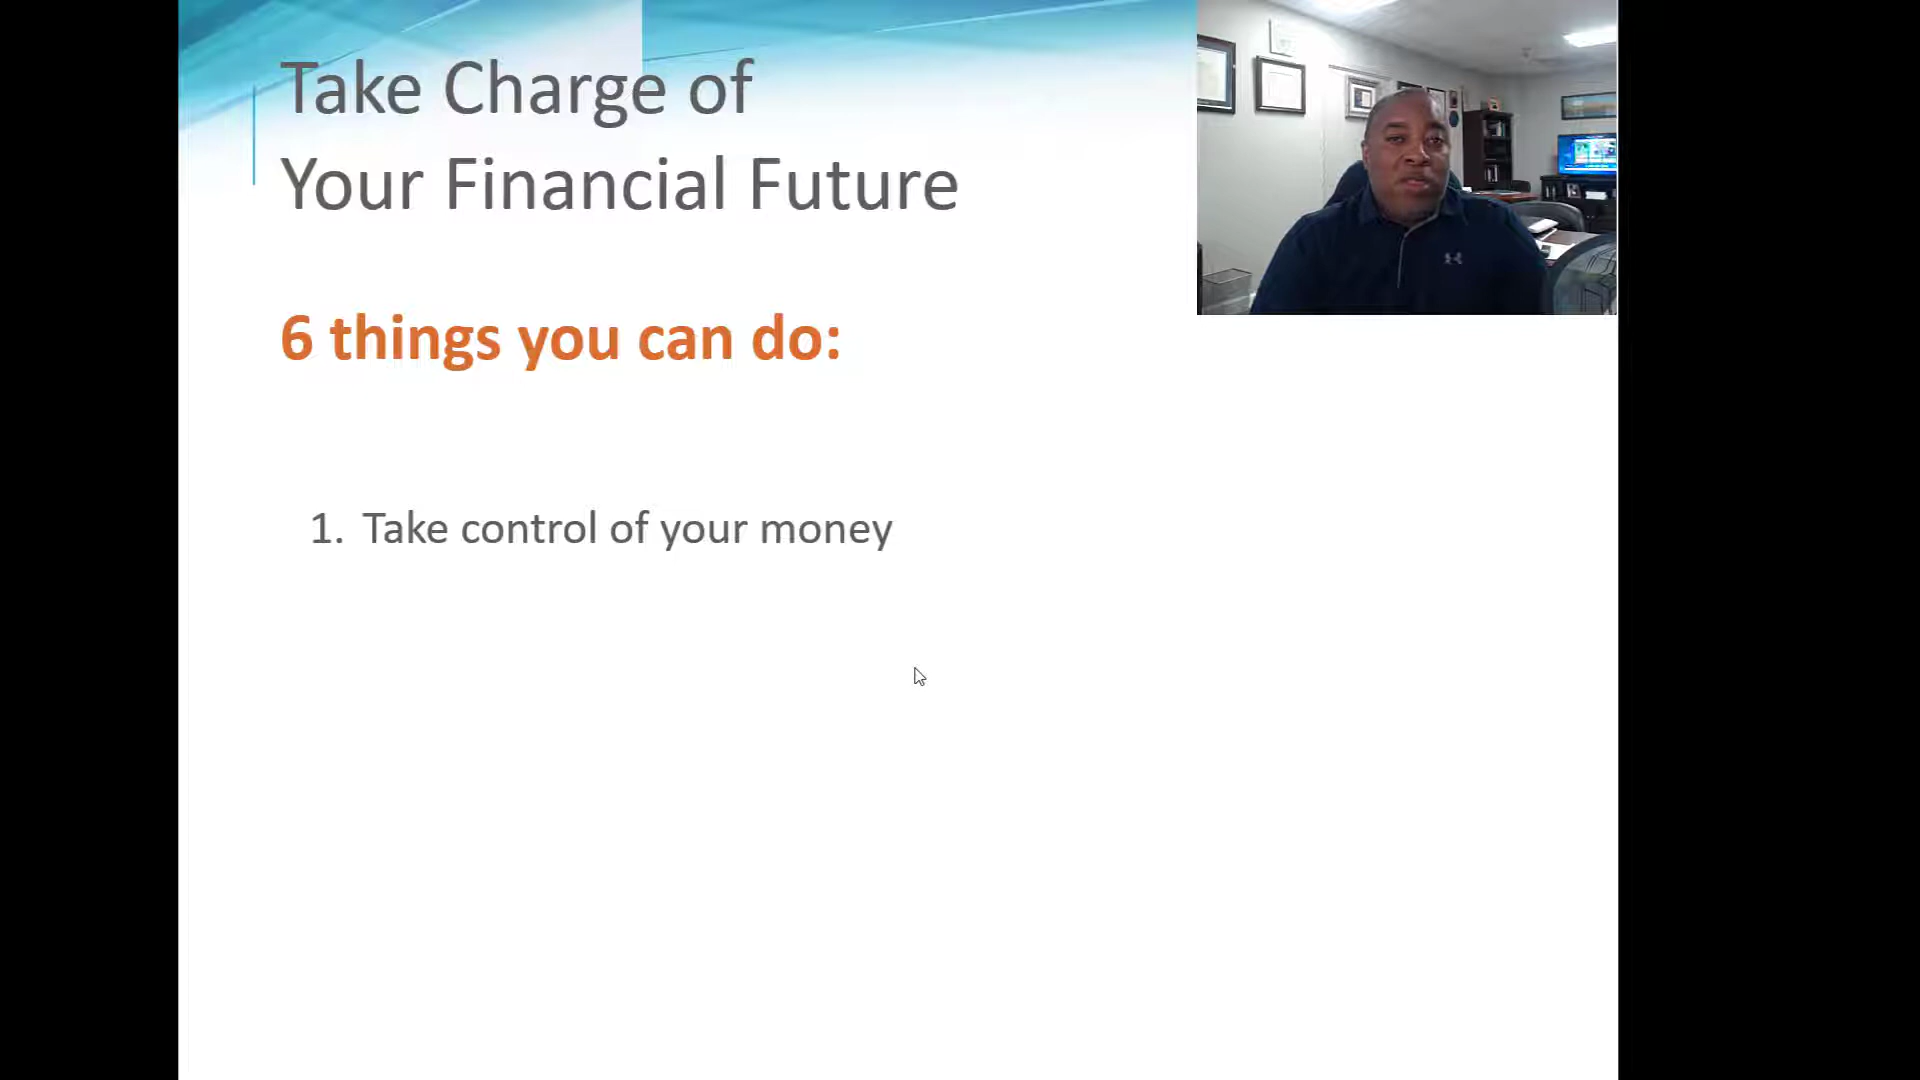 Take Charge of
Your Financial Future
6 things you can do:
1. Take control of your money